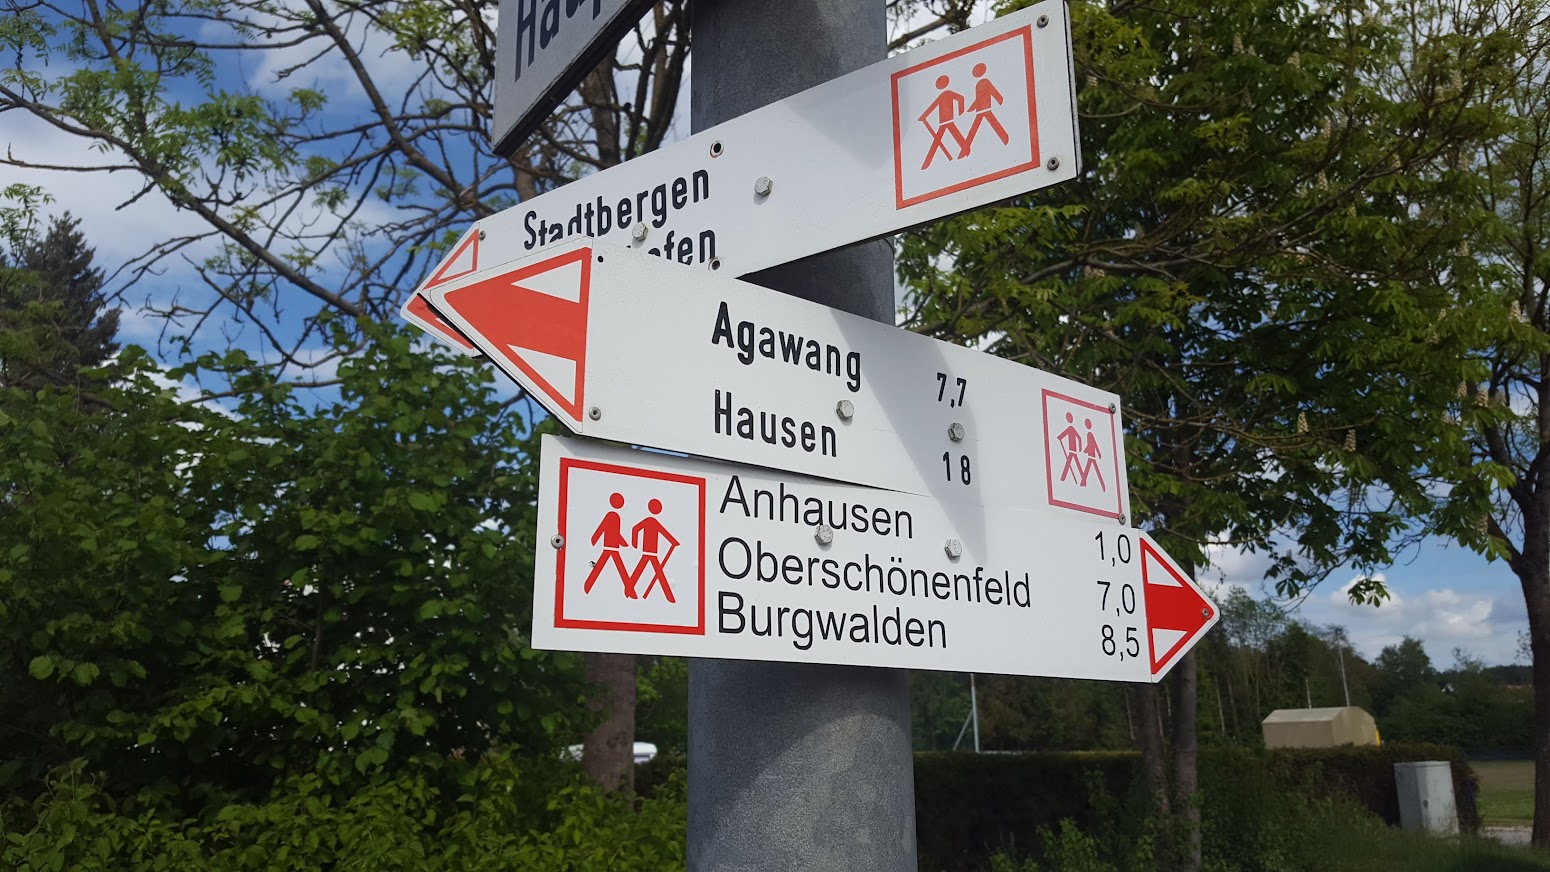 Stadtbergen
Agawang 7,7
Hausen 18
Anhausen 1,0
Oberschönenfeld 7,0
Burgwalden 8,5